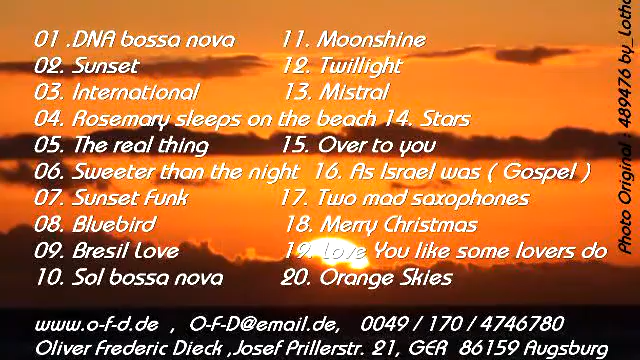 01 .DNA bossa nova 11. Moonshine
02. Sunset 12. Twillight
03. International 13. Mistral
04. Rosemary sleeps on the beach 14. Stars
05. The real thing 15. Over to you
06. Sweeter than the night 16. As Israel was ( Gospel )
07. Sunset Funk 17. Two mad saxophones
08. Bluebird 18. Merry Christmas
09. Bresil Love 19. Love You like some lovers do
10. Sol bossa nova 20. Orange Skies
www.o-f-d.de , O-F-D@email.de, 0049 / 170 / 4746780
Oliver Frederic Dieck ,Josef Prillerstr. 21, GER 86159 Augsburg
Photo Original 489476 by_Lotha